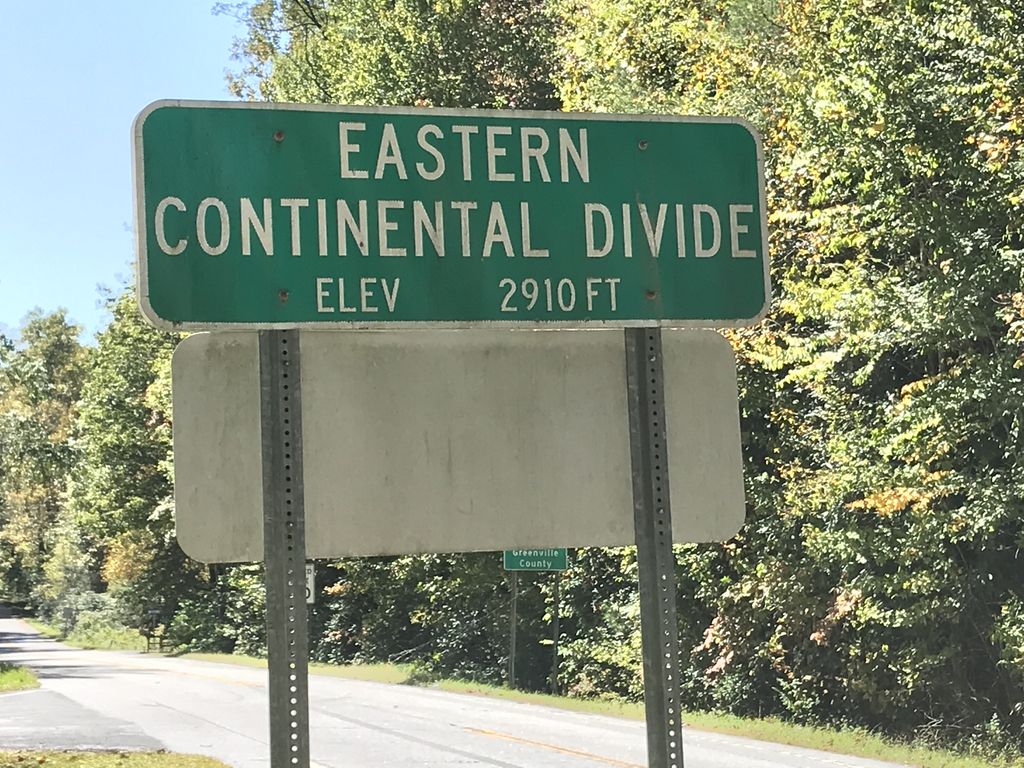 EASTERN
CONTINENTAL DIVIDE
ELEV 2910 FT
Greenville
County